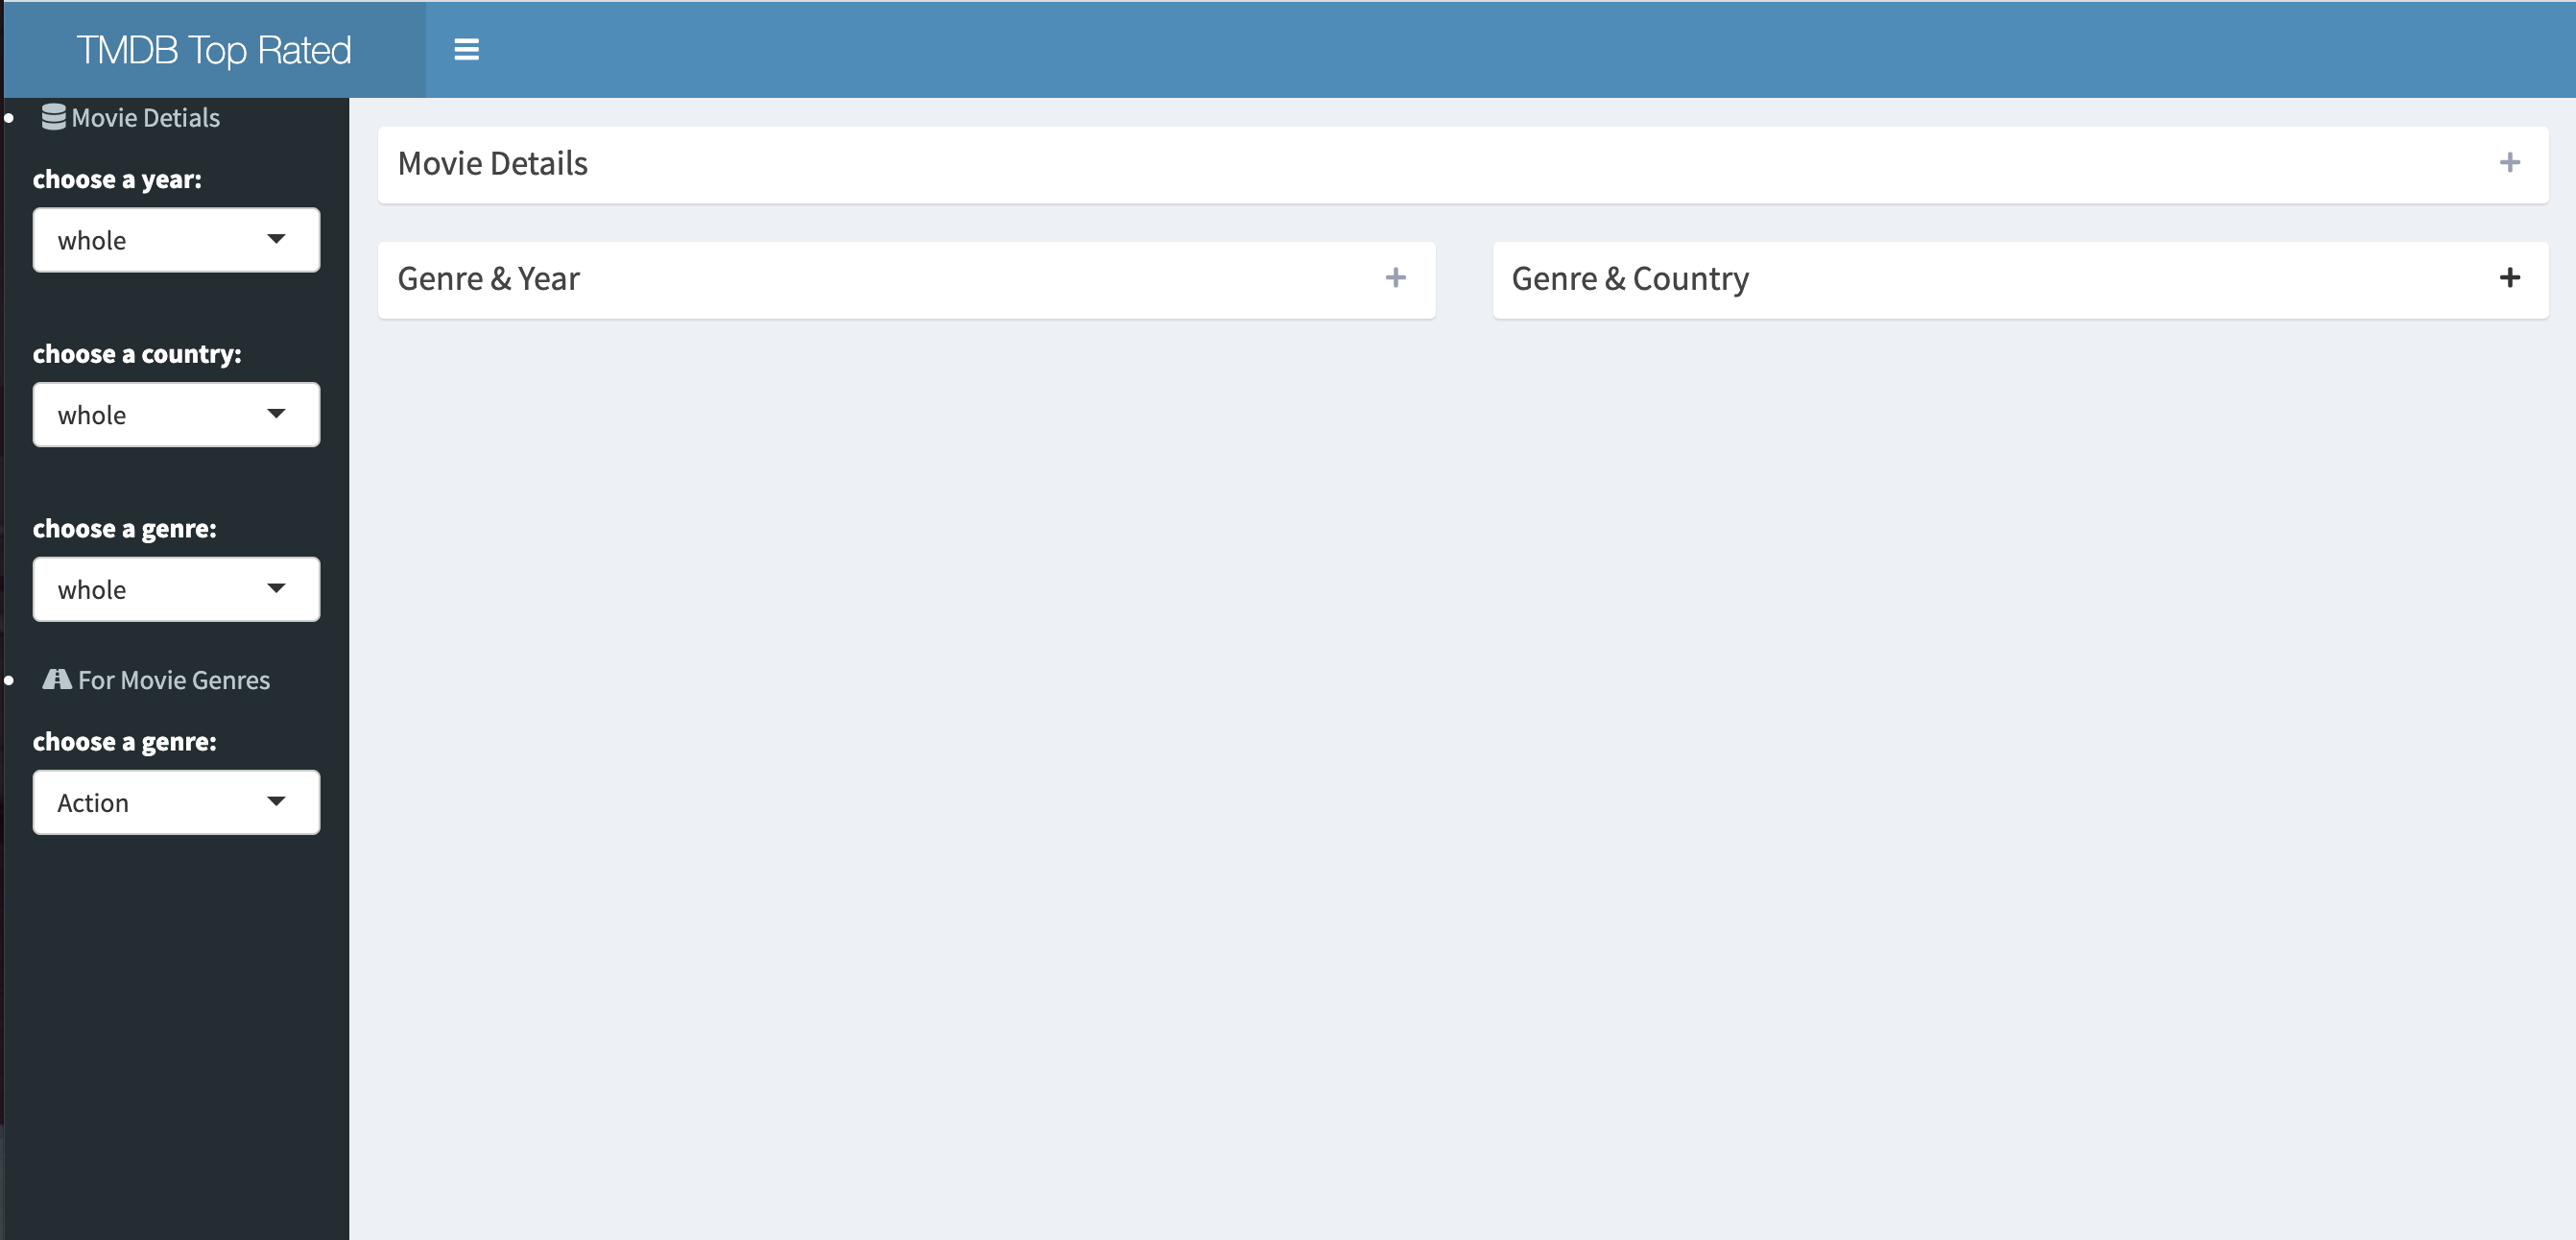 TMDB Top Rated
Movie Detials
choose a year:
whole
choose a country:
whole
choose a genre:
whole
For Movie Genres
choose a genre:
Action
Movie Details
Genre & Year
Genre & Country